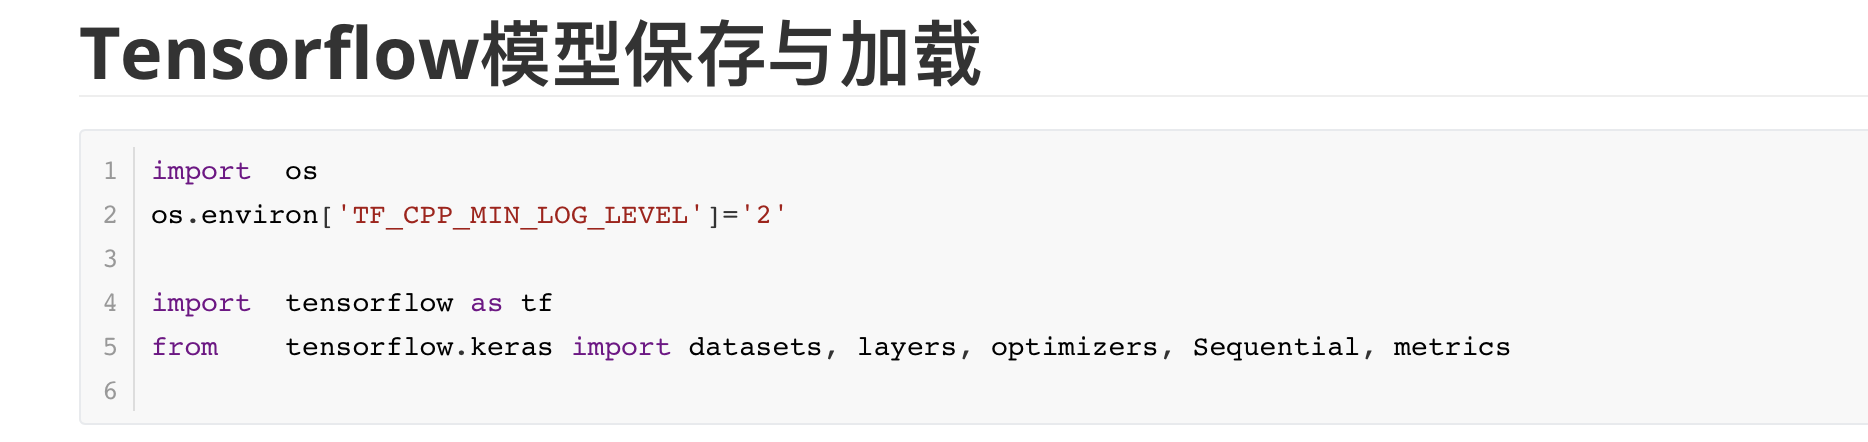 Tensorflow模型保存与加载
1 import  os
2 os.environ['TF_CPP_MIN_LOG_LEVEL']='2'
3
4 import  tensorflow as tf
5 from    tensorflow.keras import datasets, layers, optimizers, Sequential, metrics
6